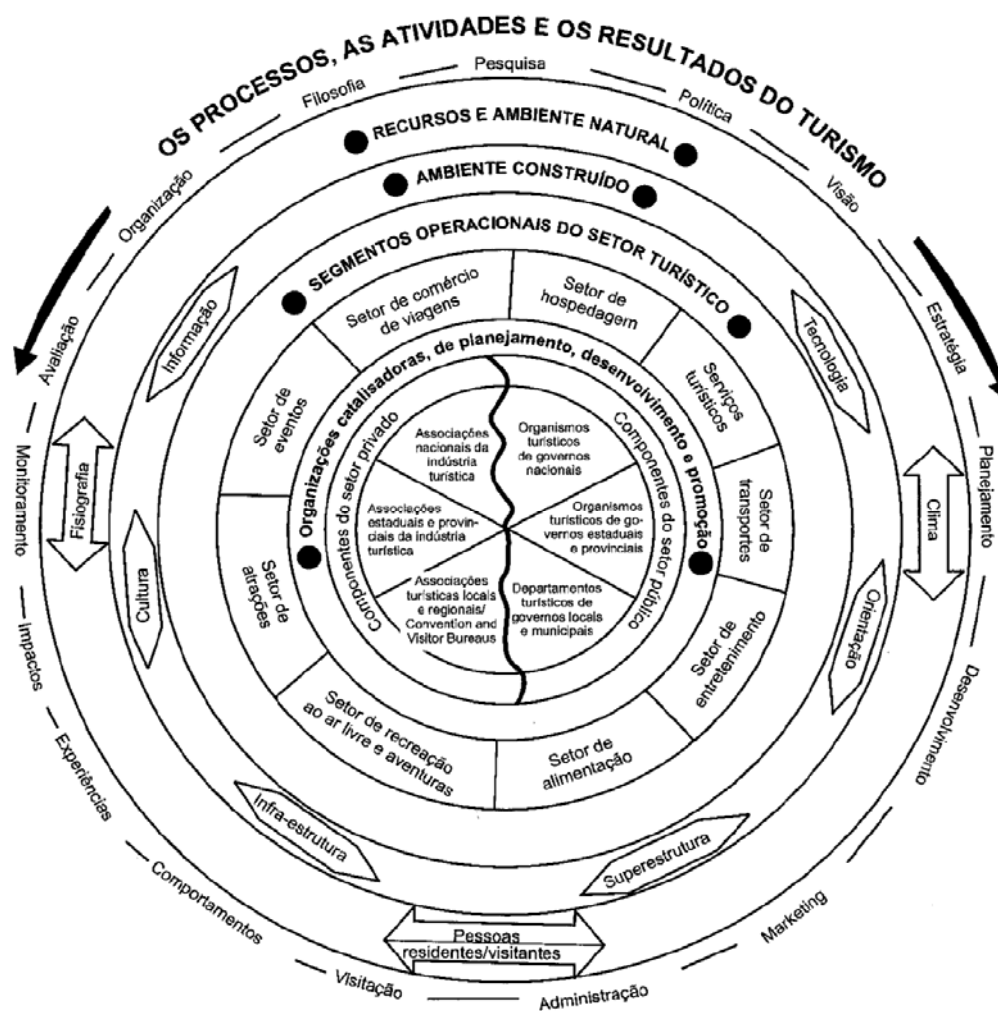 OS PROCESSOS, AS ATIVIDADES E OS RESULTADOS DO TURISMO
Pesquisa
Política
Visão
Estratégia
Planejamento
Desenvolvimento
Marketing
Administração
Visitação
Comportamentos
Experiências
Impactos
Monitoramento
Avaliação
Organização
Filosofia
RECURSOS E AMBIENTE NATURAL
Clima
Pessoas
residentes/visitantes
Fisiografia
AMBIENTE CONSTRUÍDO
Tecnologia
Orientação
Superestrutura
Infra-estrutura
Cultura
Informação
SEGMENTOS OPERACIONAIS DO SETOR TURÍSTICO
Setor de
hospedagem
Serviços
turísticos
Setor de
transportes
Setor de
entretenimento
Setor de
alimentação
Setor de recreação
ao ar livre e aventuras
Setor de
atrações
Setor de
eventos
Setor de comércio
de viagens
Organizações catalisadoras, de planejamento, desenvolvimento e promoção
Componentes do setor privado
Componentes do setor público
Associações
nacionais da
indústria
turística
Organismos
turísticos
de governos
nacionais
Associações
estaduais e provin-
ciais da indústria
turística
Organismos
turísticos de go-
vernos estaduais
e provinciais
Associações
turísticas locais
e regionais/
Convention and
Visitor Bureaus
Departamentos
turísticos de
governos locais
e municipais